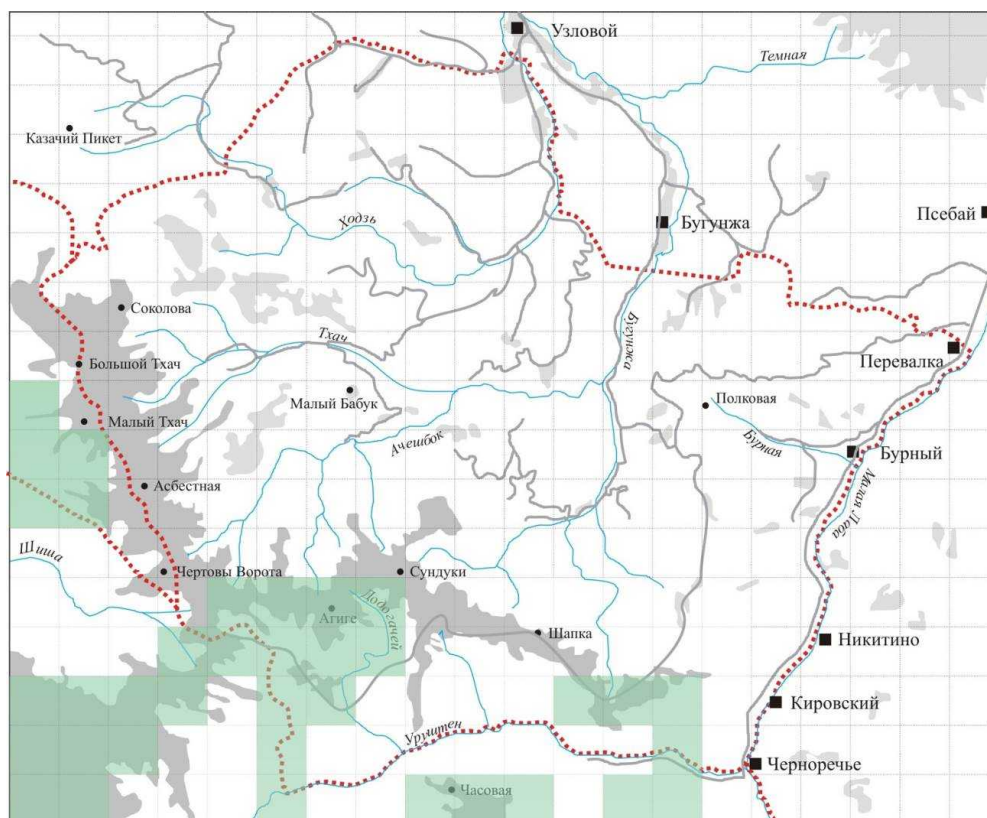 Узловой
Темная
Казачий Пикет
Псебай
Бугунжа
Ходзь
Соколова
Тхач
Бугунжа
Большой Тхач
Перевалка
Малый Бабук
Полковая
Малый Тхач
Ачешбок
Бурная
Бурный
Асбестная
Малая Лаба
Шиша
Чертовы Ворота
Сундуки
Додогачей
Агиге
Шапка
Никитино
Кировский
Уруштен
Черноречье
Часовая